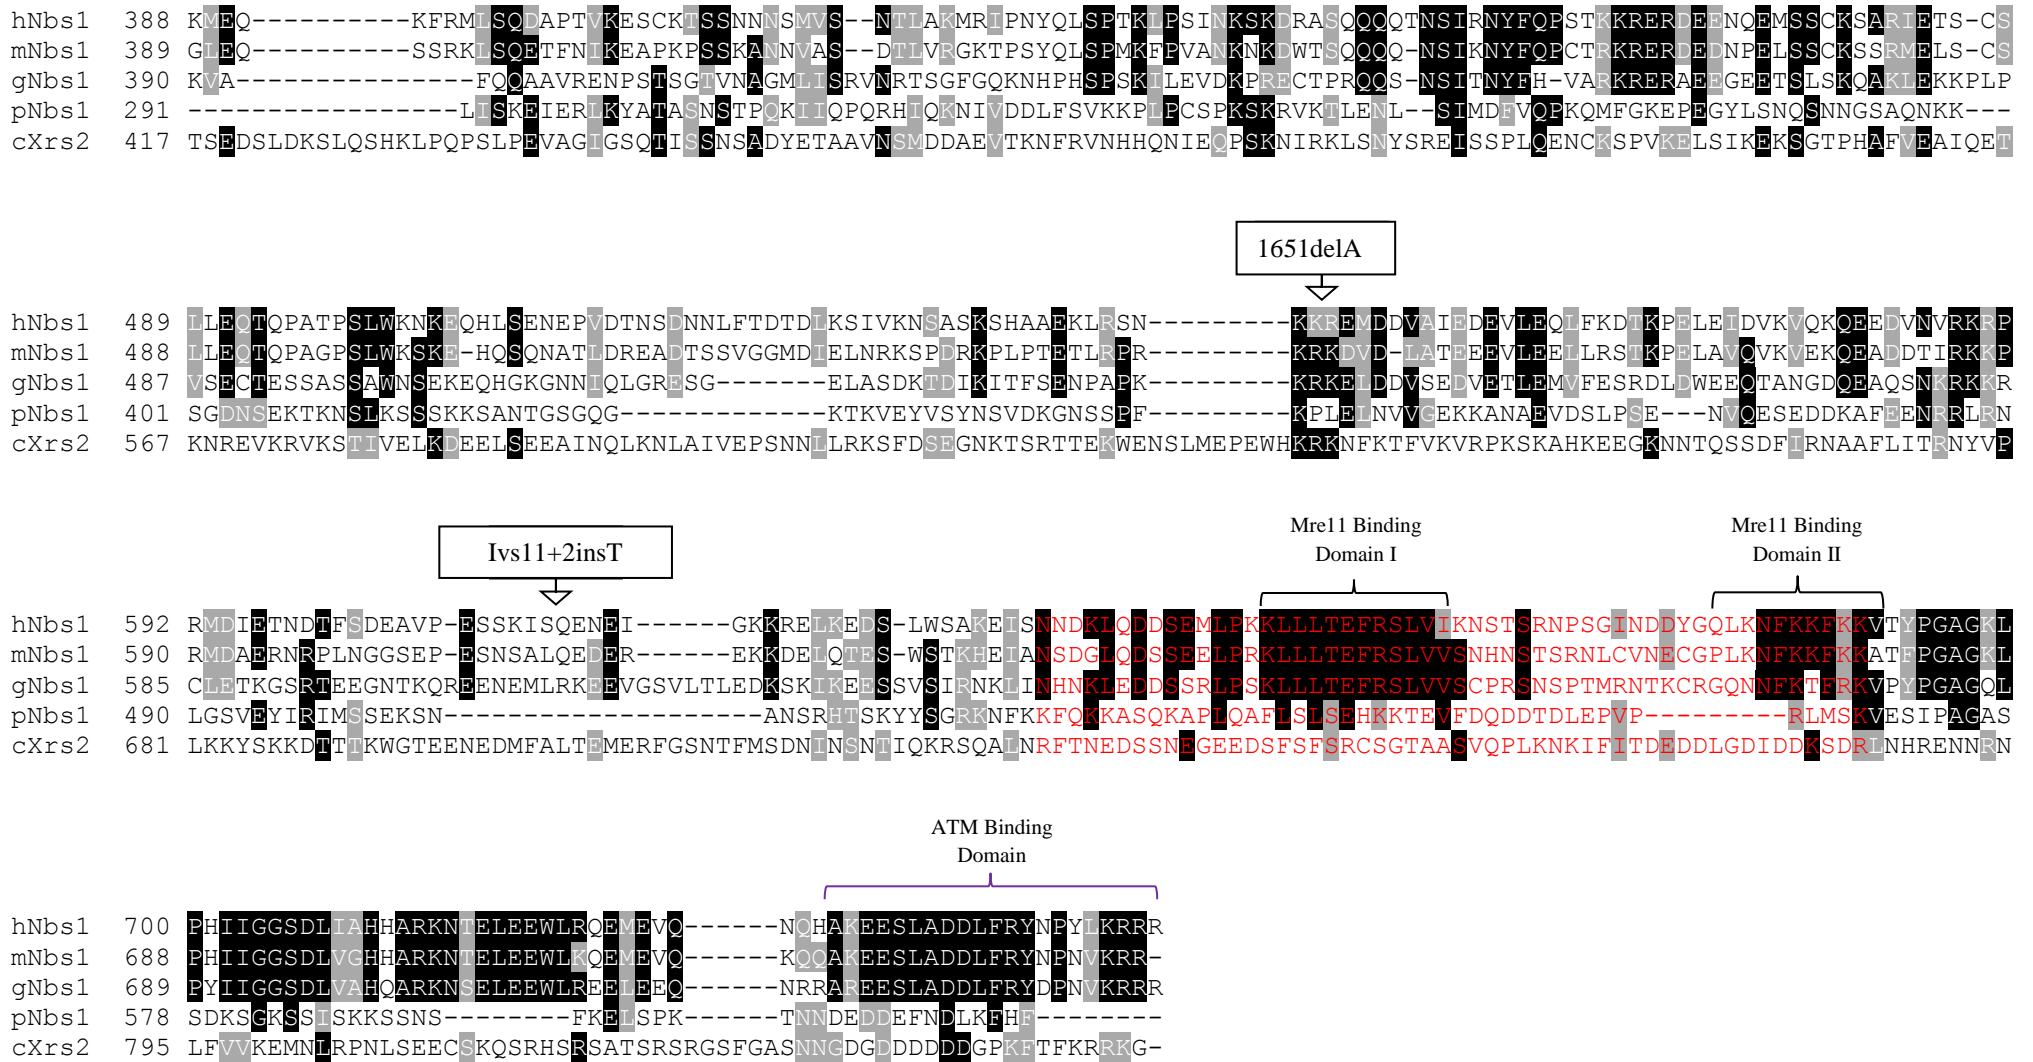 hNbs1 388 KMEQ----------KFRMLSQDAPTVKESCKTSSNNNSMVS--NTLAKMRIPNYQLSPTKLPSINKSKDRASQQQQTNSIRNYFQPSTKKRERDEENQEMSSCKSARIETS-CS
mNbs1 389 GLEQ----------SSRKLSQETFNIKEAPKPSSKANNVAS--DTLVRGKTPSYQLSPMKFPVANKNKDWTSQQQQ-NSIKNYFQPCTRKRERDEDNPELSSCKSSRMELS-CS
gNbs1 390 KVA---------------FQQAAVRENPSTSGTVNAGMLISRVNRTSGFGQKNHPHSPSKILEVDKPRECTPRQQS-NSITNYFH-VARKRERAEEGEETSLSKQAKLEKKPLP
pNbs1 291 -----------------LISKEIERLKYATASNSTPQKIIQPQRHIQKNIVDDLFSVKKPLPCSPKSKRVKTLENL--SIMDFVQPKQMFGKEPEGYLSNQSNNGSAQNKK---
cXrs2 417 TSEDSLDKSLQSHKLPQPSLPEVAGIGSQTISSNSADYETAAVNSMDDAEVTKNFRVNHHQNIEQPSKNIRKLSNYSREISSPLQENCKSPVKELSIKEKSGTPHAFVEAIQET
1651delA
hNbs1 489 LLEQTQPATPSLWKNKEQHLSENEPVDTNSDNNLFTDTDLKSIVKNSASKSHAAEKLRSN---------KKREMDDVAIEDEVLEQLFKDTKPELEIDVKVQKQEEDVNVRKRP
mNbs1 488 LLEQTQPAGPSLWKSKE-HQSQNATLDREADTSSVGGMDIELNRKSPDRKPLPTETLRPR---------KRKDVD-LATEEEVLEELLRSTKPELAVQVKVEKQEADDTIRKKP
gNbs1 487 VSECTESSASSAWNSEKEQHGKGNNIQLGRESG-------ELASDKTDIKITFSENPAPK---------KRKELDDVSEDVETLEMVFESRDLDWEEQTANGDQEAQSNKRKKR
pNbs1 401 SGDNSEKTKNSLKSSSKKSANTGSGQG-------------KTKVEYVSYNSVDKGNSSPF---------KPLELNVVGEKKANAEVDSLPSE---NVQESEDDKAFEENRRLRN
cXrs2 567 KNREVKRVKSTIVELKDEELSEEAINQLKNLAIVEPSNNLLRKSFDSEGNKTSRTTEKWENSLMEPEWHKRKNFKTFVKVRPKSKAHKEEGKNNTQSSDFIRNAAFLITRNYVP
Ivs11+2insT
Mre11 Binding
Domain I
Mre11 Binding
Domain II
hNbs1 592 RMDIETNDTFSDEAVP-ESSKISQENEI------GKKRELKEDS-LWSAKEISNNDKLQDDSEMLPKKLLLTEFRSLVIKNSTSRNPSGINDDYGQLKNFKKFKKVTYPGAGKL
mNbs1 590 RMDAERNRPLNGGSEP-ESNSALQEDER------EKKDELQTES-WSTKHEIANSDGLQDSSEELPRKLLLTEFRSLVVSNHNSTSRNLCVNECGPLKNFKKFKKATFPGAGKL
gNbs1 585 CLETKGSRTEEGNTKQREENEMLRKEEVGSVLTLEDKSKIKEESSVSIRNKLINHNKLEDDSSRLPSKLLLTEFRSLVVSCPRSNSPTMRNTKCRGQNNFKTFRKVPYPGAGQL
pNbs1 490 LGSVEYIRIMSSEKSN--------------------ANSRHTSKYYSGRKNFKKFQKKASQKAPLQAFLSLSEHKKTEVFDQDDTDLEPVP---------RLMSKVESIPAGAS
cXrs2 681 LKKYSKKDTTTKWGTEENEDMFALTEMERFGSNTFMSDNINSNTIQKRSQALNRFTNEDSSNEGEEDSFSFSRCSGTAASVQPLKNKIFITDEDDLGDIDDKSDRLNHRENNRN
ATM Binding
Domain
hNbs1 700 PHIIGGSDLIAHHARKNTELEEWLRQEMEVQ------NQHAKEESLADDLFRYNPYLKRRR
mNbs1 688 PHIIGGSDLVGHHARKNTELEEWLKQEMEVQ------KQQAKEESLADDLFRYNPNVKRR-
gNbs1 689 PYIIGGSDLVAHQARKNSELEEWLREELEEQ------NRRAREESLADDLFRYDPNVKRRR
pNbs1 578 SDKSGKSSISKKSSNS--------FKELSPK------TNNDEDDEFNDLKFHF--------
cXrs2 795 LFVVKEMNLRPNLSEECSKQSRHSRSATSRSRGSFGASNNGDGDDDDDDGPKFTFKRRKG-